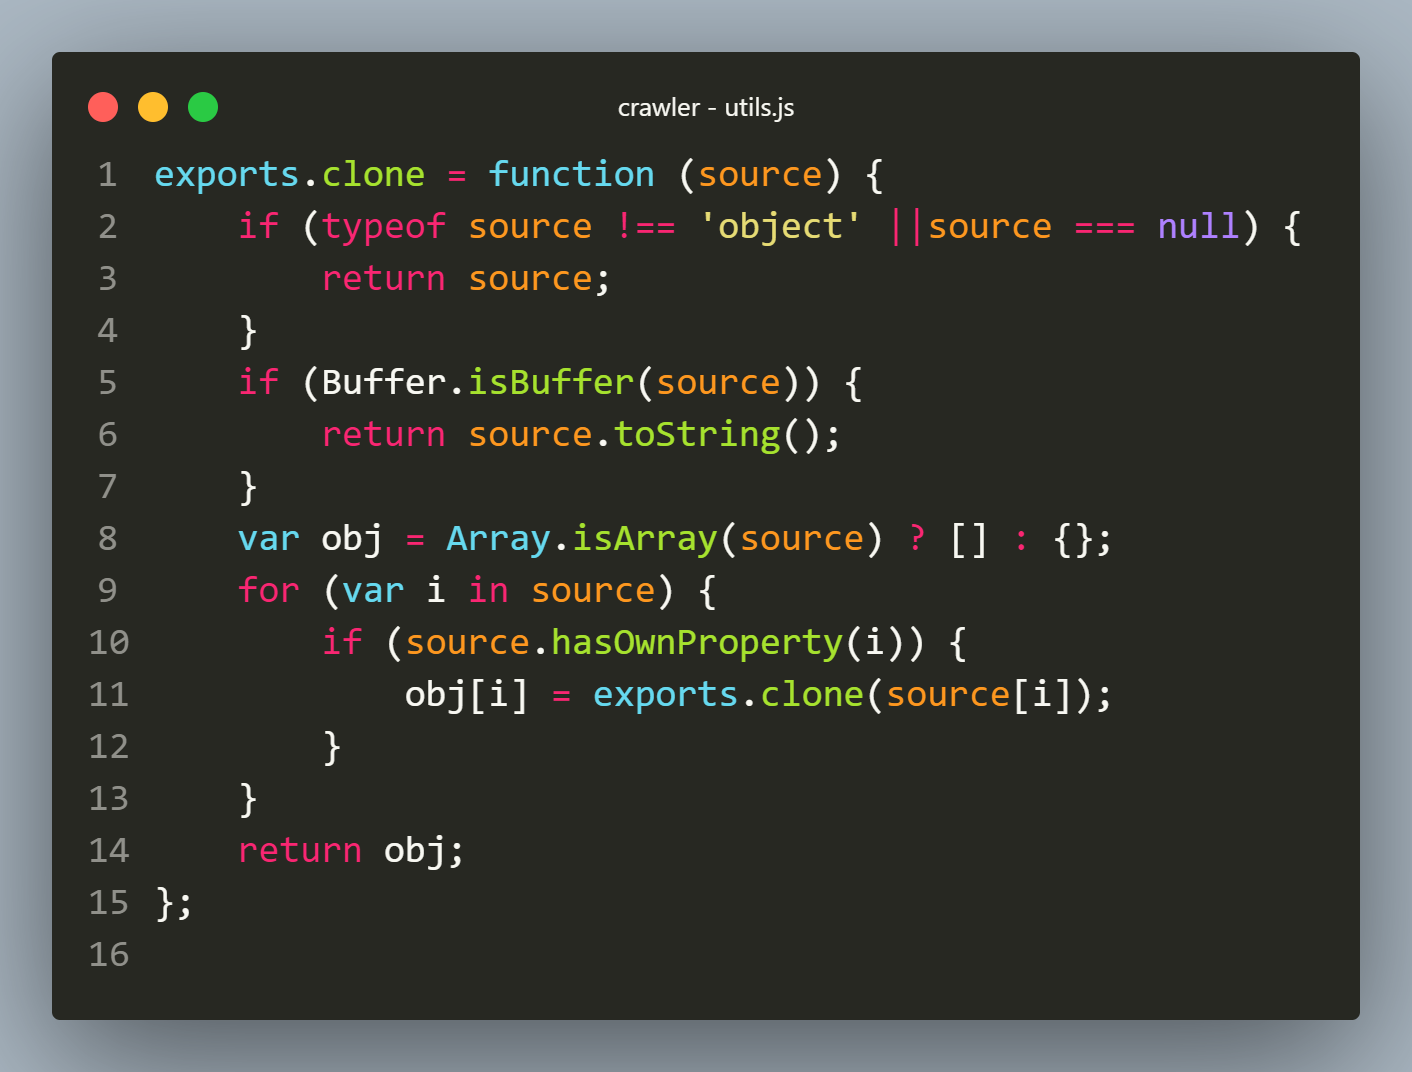 crawler - utils.js
1 exports.clone = function (source) {
2     if (typeof source !== 'object' ||source === null) {
3         return source;
4     }
5     if (Buffer.isBuffer(source)) {
6         return source.toString();
7     }
8     var obj = Array.isArray(source) ? [] : {};
9     for (var i in source) {
10         if (source.hasOwnProperty(i)) {
11             obj[i] = exports.clone(source[i]);
12         }
13     }
14     return obj;
15 };
16